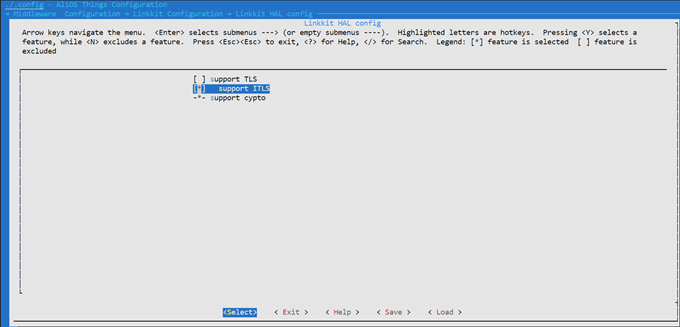 ./.config - AliOS Things Configuration
→ Middleware Configuration → Linkkit Configuration → Linkkit HAL config
Linkkit HAL config
Arrow keys navigate the menu. <Enter> selects submenus ---> (or empty submenus ----). Highlighted letters are hotkeys. Pressing <Y> selects a
feature, while <N> excludes a feature. Press <Esc><Esc> to exit, <?> for Help, </> for Search. Legend: [*] feature is selected [ ] feature is
excluded
[ ] support TLS
[*] support ITLS
-*- support cypto
<Select> < Exit > < Help > < Save > < Load >